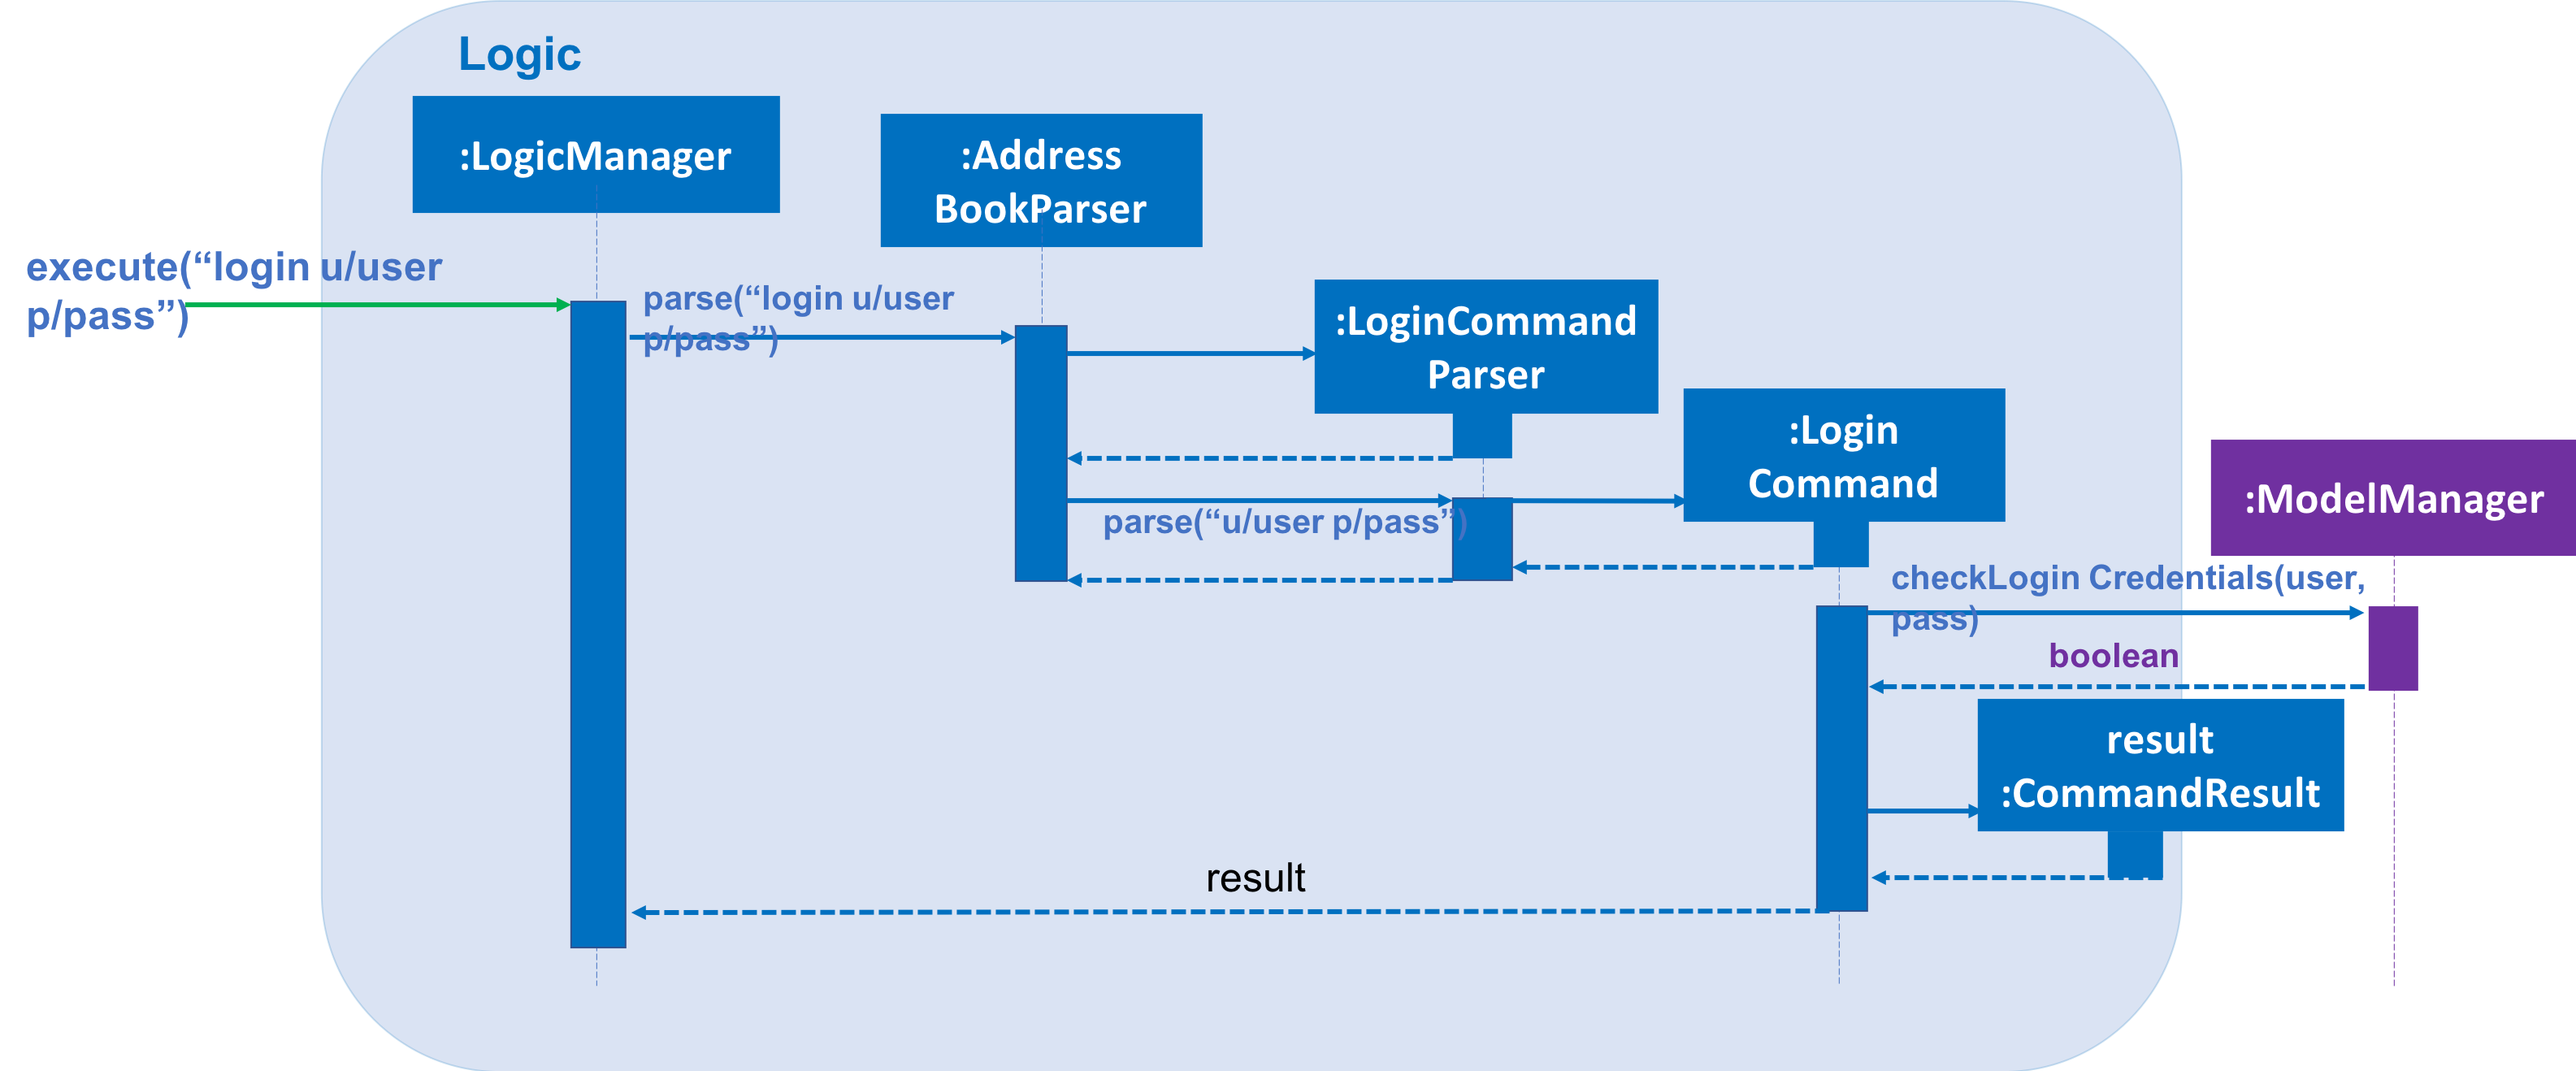 Logic
:LogicManager
:Address
BookParser
execute(“login u/user
p/pass”)
parse(“login u/user
p/pass”)
:LoginCommand
Parser
:Login
Command
:ModelManager
parse(“u/user p/pass”)
checkLogin Credentials(user,
pass)
boolean
result
:CommandResult
result